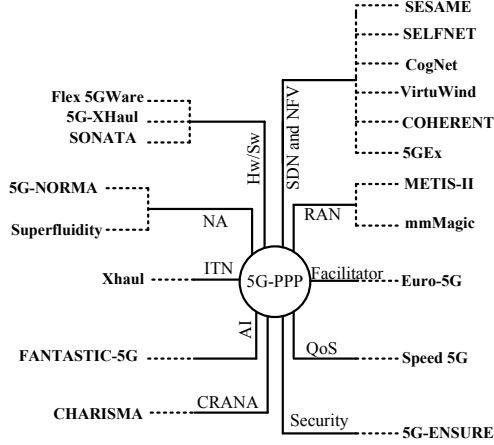 SESAME
SELFNET
CogNet
VirtuWind
COHERENT
5GEx
SDN and NFV
Flex 5GWare
5G-XHaul
SONATA
Hw/Sw
METIS-II
mmMagic
RAN
5G-NORMA
Superfluidity
NA
Xhaul
ITN
5G-PPP
Facilitator
Euro-5G
AI
FANTASTIC-5G
QoS
Speed 5G
CRANA
CHARISMA
Security
5G-ENSURE